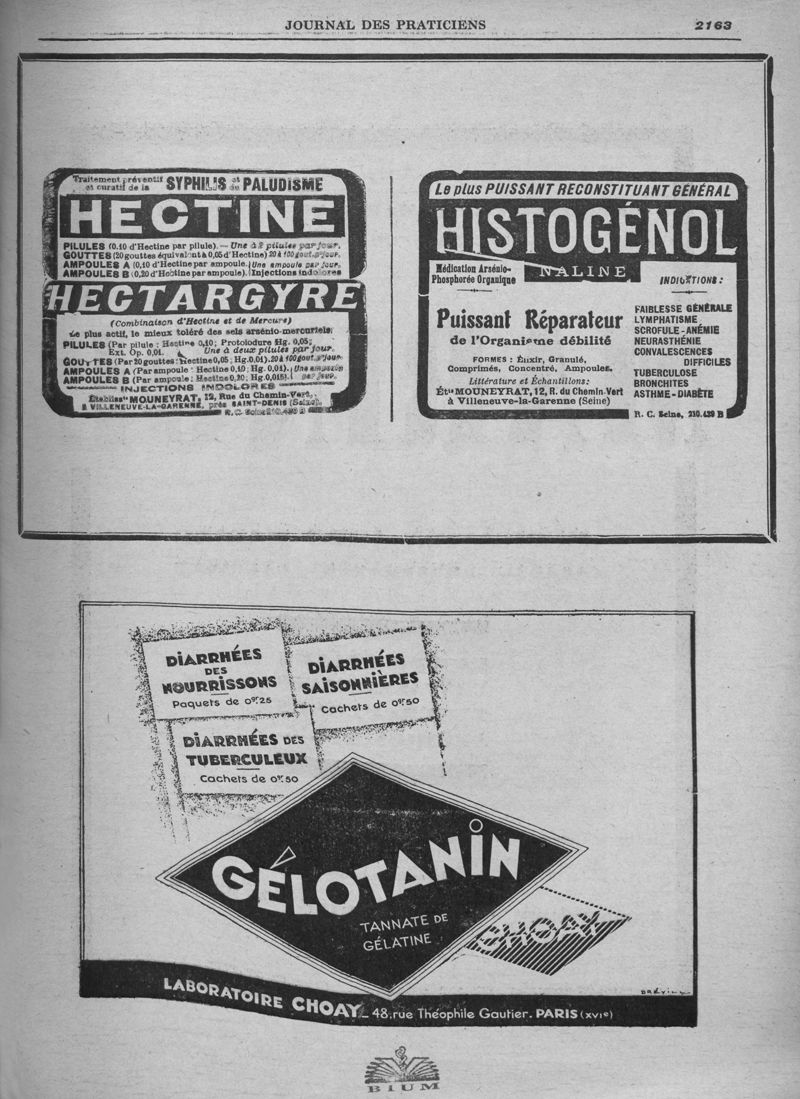 JOURNAL DES PRATICIENS
2163
Traitement préventif et curatif de la SYPHILIS et du PALUDISME
HECTINE
PILULES (0.10 d'Hectine par pilule). — Une à 2 pilules par jour.
GOUTTES (20 gouttes équivalent à 0,05 d'Hectine) 20 à 100 gout. p. jour.
AMPOULES A (0,10 d'Hectine par ampoule. Une ampoule par jour.
AMPOULES B (0,20 d'Hectine par ampoule). Injections indolores
HECTARGYRE
(Combinaison d'Hectine et de Mercure)
Le plus actif, le mieux toléré des sels arsénio-mercuriels.
PILULES (Par pilule : Hectine 0,10; Protoiodure Hg. 0,05;
Ext. Op. 0,01. Une à deux pilules par jour.
GOUTTES (Par 20 gouttes : Hectine 0,05; Hg. 0,01). 20 à 100 gout. p. jour
AMPOULES A (Par ampoule : Hectine 0,10; Hg. 0,01). Une ampoule
AMPOULES B (Par ampoule : Hectine 0,20; Hg. 0,015). par jour.
INJECTIONS INDOLORES
Établiss<sup>ts</sup> MOUNEYRAT, 12, Rue du Chemin-Vert,
à VILLENEUVE-LA-GARENNE, près SAINT-DENIS (Seine).
R. C. Seine 210.439 B
Le plus PUISSANT RECONSTITUANT GÉNÉRAL
HISTOGÉNOL
NALINE
Médication Arsénio-
Phosphorée Organique
Puissant Réparateur
de l'Organisme débilité
FORMES : Élixir, Granulé,
Comprimés, Concentré, Ampoules.
Littérature et Échantillons:
Ét<sup>ts</sup> MOUNEYRAT, 12, R. du Chemin-Vert
à Villeneuve-la-Garenne (Seine)
INDICATIONS :
FAIBLESSE GÉNÉRALE
LYMPHATISME
SCROFULE - ANÉMIE
NEURASTHÉNIE
CONVALESCENCES
DIFFICILES
TUBERCULOSE
BRONCHITES
ASTHME - DIABÈTE
R. C. Seine, 210.439 B
DIARRHÉES
DES
NOURRISSONS
Paquets de 0gr.25
DIARRHÉES
SAISONNIÈRES
Cachets de 0gr.50
DIARRHÉES DES
TUBERCULEUX
Cachets de 0gr.50
GÉLOTANIN
TANNATE DE
GÉLATINE
CHOAY
LABORATOIRE CHOAY_ 48, rue Théophile Gautier. PARIS (XVIe)
BIUM